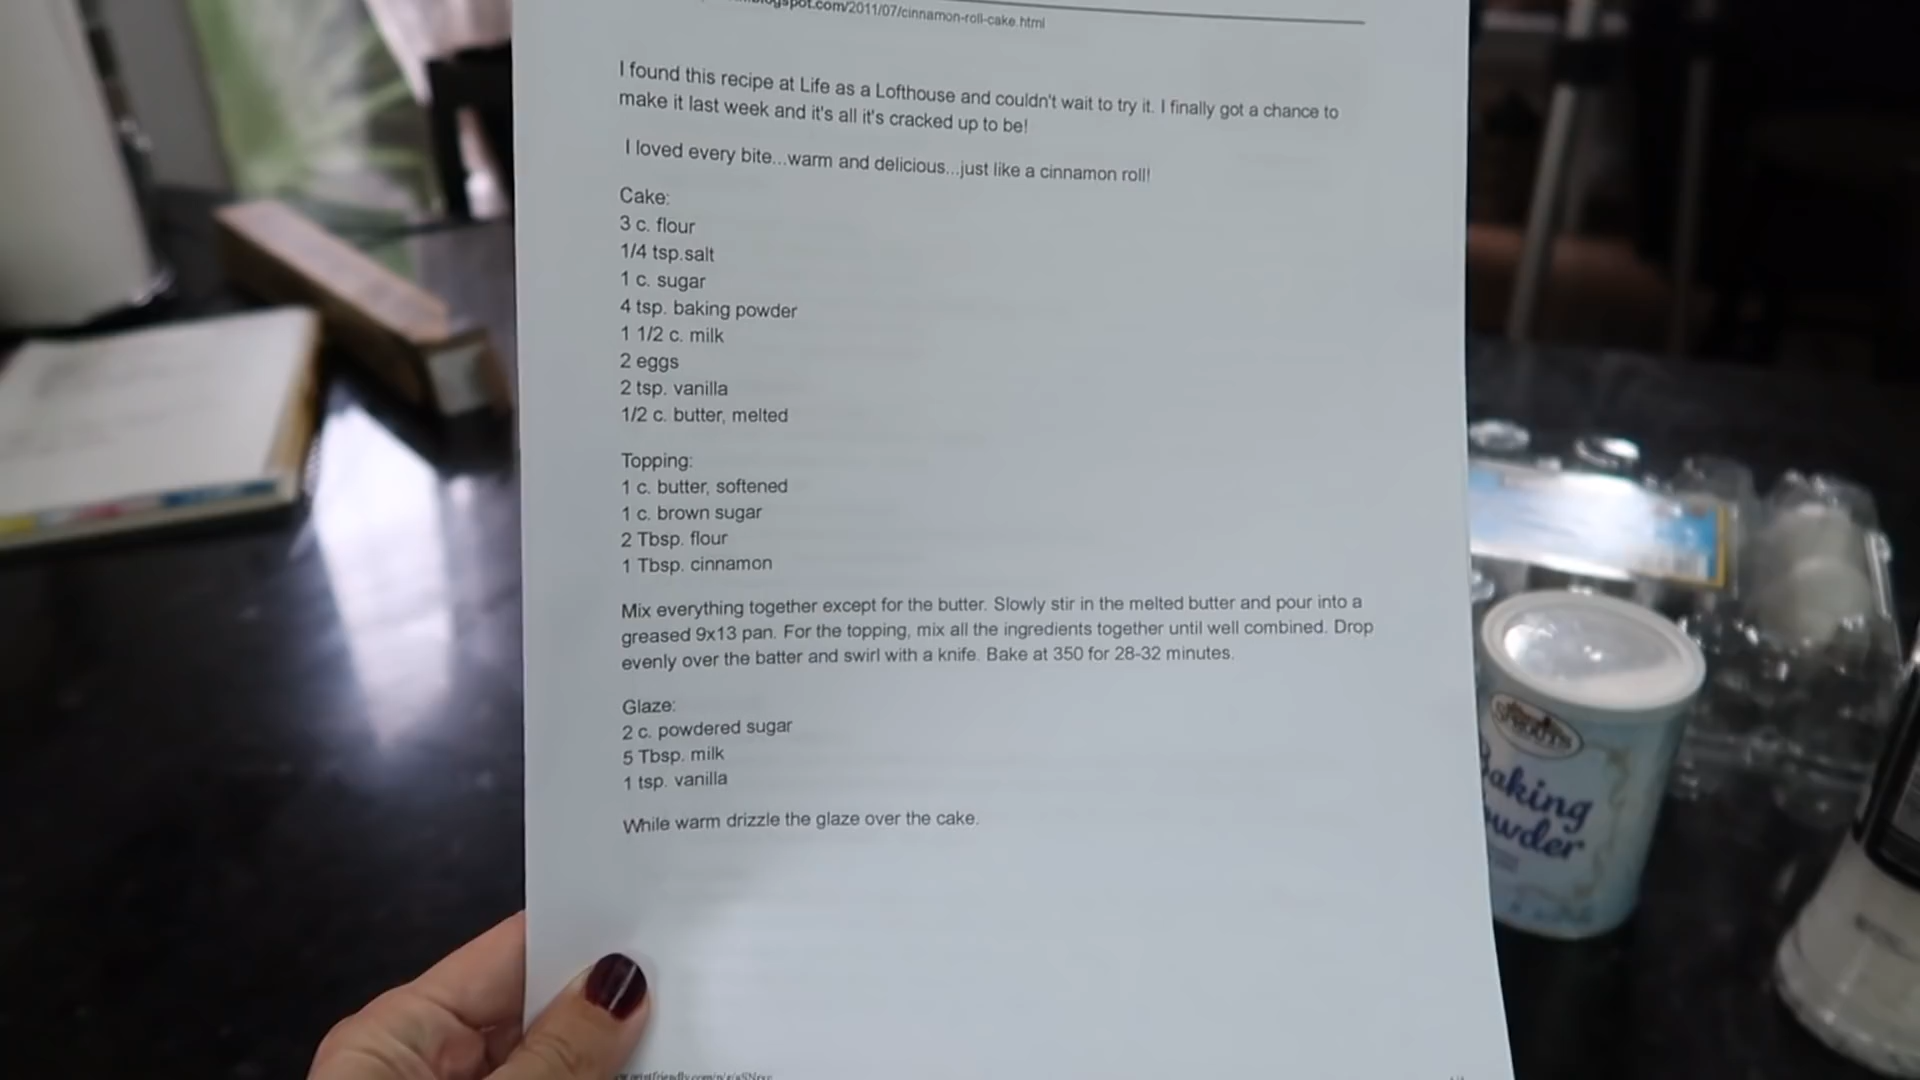 .com/2011/07/cinnamon-roll-cake.html
I found this recipe at Life as a Lofthouse and couldn't wait to try it. I finally got a chance to
make it last week and it's all it's cracked up to be!
I loved every bite...warm and delicious...just like a cinnamon roll!
Cake:
3 c. flour
1/4 tsp.salt
1 c. sugar
4 tsp. baking powder
1 1/2 c. milk
2 eggs
2 tsp. vanilla
1/2 c. butter, melted
Topping:
1 c. butter, softened
1 c. brown sugar
2 Tbsp. flour
1 Tbsp. cinnamon
Mix everything together except for the butter. Slowly stir in the melted butter and pour into a
greased 9x13 pan. For the topping, mix all the ingredients together until well combined. Drop
evenly over the batter and swirl with a knife. Bake at 350 for 28-32 minutes.
Glaze:
2 c. powdered sugar
5 Tbsp. milk
1 tsp. vanilla
While warm drizzle the glaze over the cake.
SPROUTS
Baking
Powder